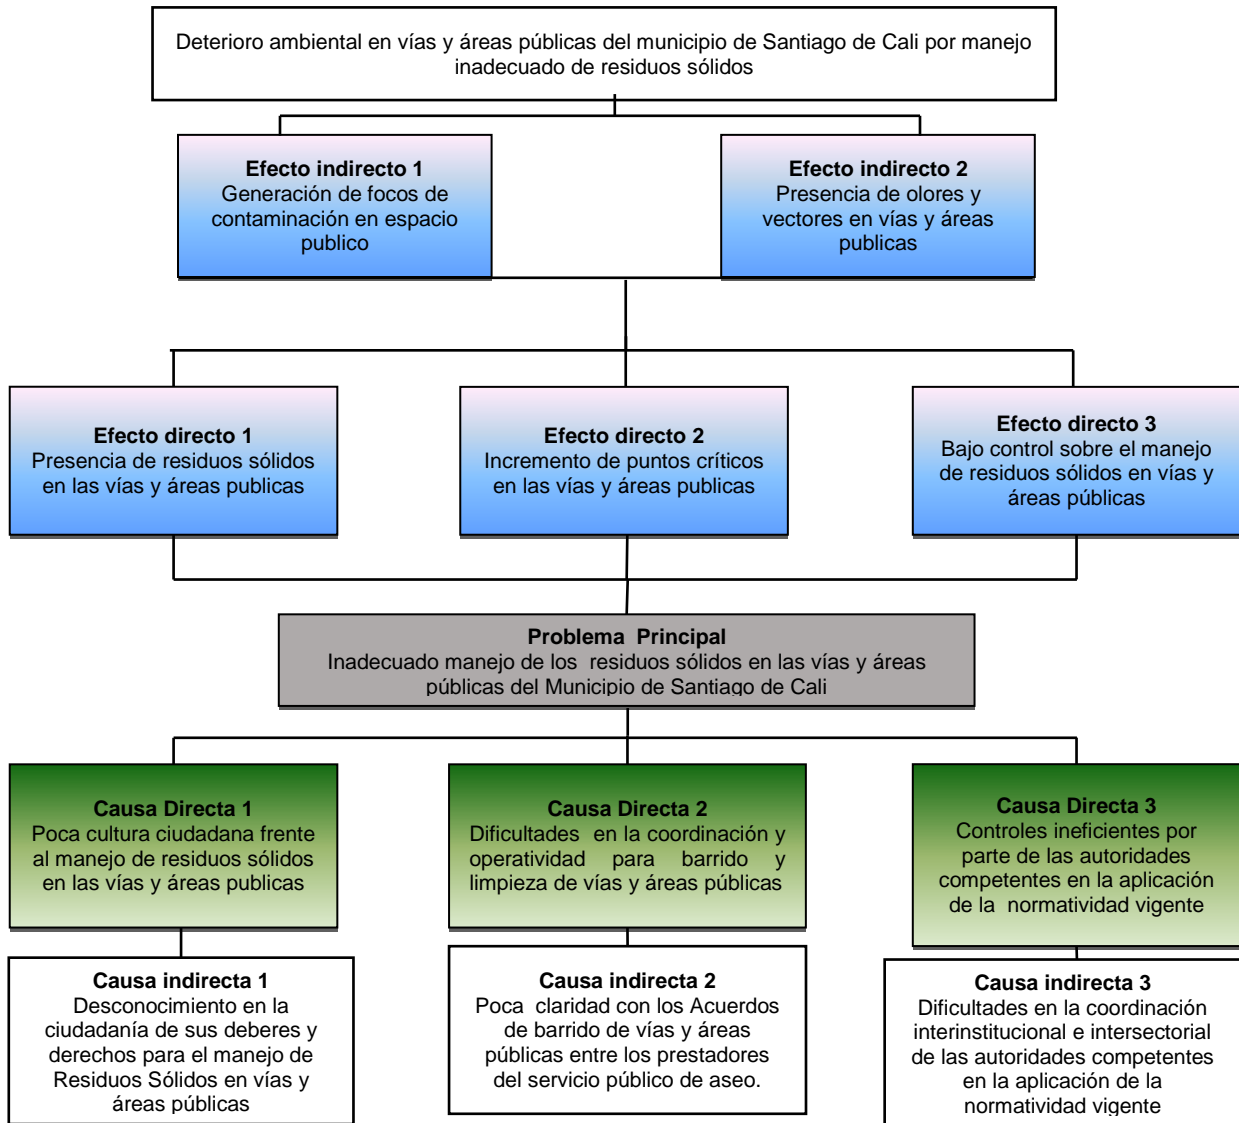 Deterioro ambiental en vías y áreas públicas del municipio de Santiago de Cali por manejo
inadecuado de residuos sólidos
Efecto indirecto 1
Generación de focos de
contaminación en espacio
publico
Efecto indirecto 2
Presencia de olores y
vectores en vías y áreas
publicas
Efecto directo 1
Presencia de residuos sólidos
en las vías y áreas publicas
Efecto directo 2
Incremento de puntos críticos
en las vías y áreas publicas
Efecto directo 3
Bajo control sobre el manejo
de residuos sólidos en vías y
áreas públicas
Problema Principal
Inadecuado manejo de los residuos sólidos en las vías y áreas
públicas del Municipio de Santiago de Cali
Causa Directa 1
Poca cultura ciudadana frente
al manejo de residuos sólidos
en las vías y áreas publicas
Causa Directa 2
Dificultades en la coordinación y
operatividad para barrido y
limpieza de vías y áreas públicas
Causa Directa 3
Controles ineficientes por
parte de las autoridades
competentes en la aplicación
de la normatividad vigente
Causa indirecta 1
Desconocimiento en la
ciudadanía de sus deberes y
derechos para el manejo de
Residuos Sólidos en vías y
áreas públicas
Causa indirecta 2
Poca claridad con los Acuerdos
de barrido de vías y áreas
públicas entre los prestadores
del servicio público de aseo.
Causa indirecta 3
Dificultades en la coordinación
interinstitucional e intersectorial
de las autoridades competentes
en la aplicación de la
normatividad vigente